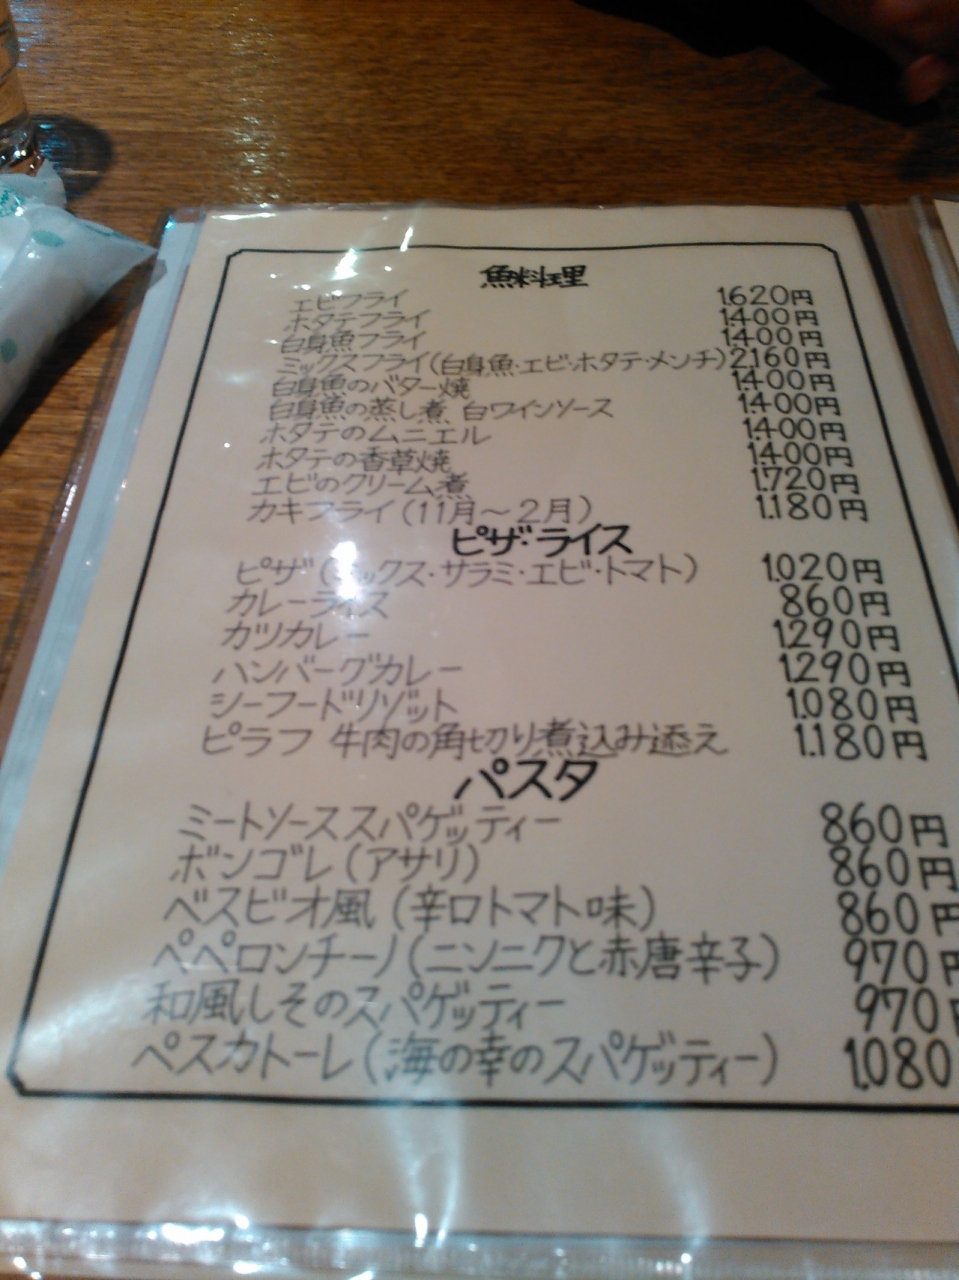 魚料理
エビフライ 1.620円
ホタテフライ 1.400円
白身魚フライ 1.400円
ミックスフライ(白身魚・エビ・ホタテ・メンチ) 2.160円
白身魚のバター焼 1.400円
白身魚の蒸し煮 白ワインソース 1.400円
ホタテのムニエル 1.400円
ホタテの香草焼 1.400円
エビのクリーム煮 1.720円
カキフライ(11月〜2月) 1.180円
ピザ・ライス
ピザ(ミックス・サラミ・エビ・トマト) 1.020円
カレーライス 860円
カツカレー 1.290円
ハンバーグカレー 1.290円
シーフードリゾット 1.080円
ピラフ 牛肉の角切り煮込み添え 1.180円
パスタ
ミートソーススパゲッティー 860円
ボンゴレ(アサリ) 860円
ベスビオ風(辛口トマト味) 860円
ペペロンチーノ(ニンニクと赤唐辛子) 970円
和風しそのスパゲッティー 970円
ペスカトーレ(海の幸のスパゲッティー) 1.080